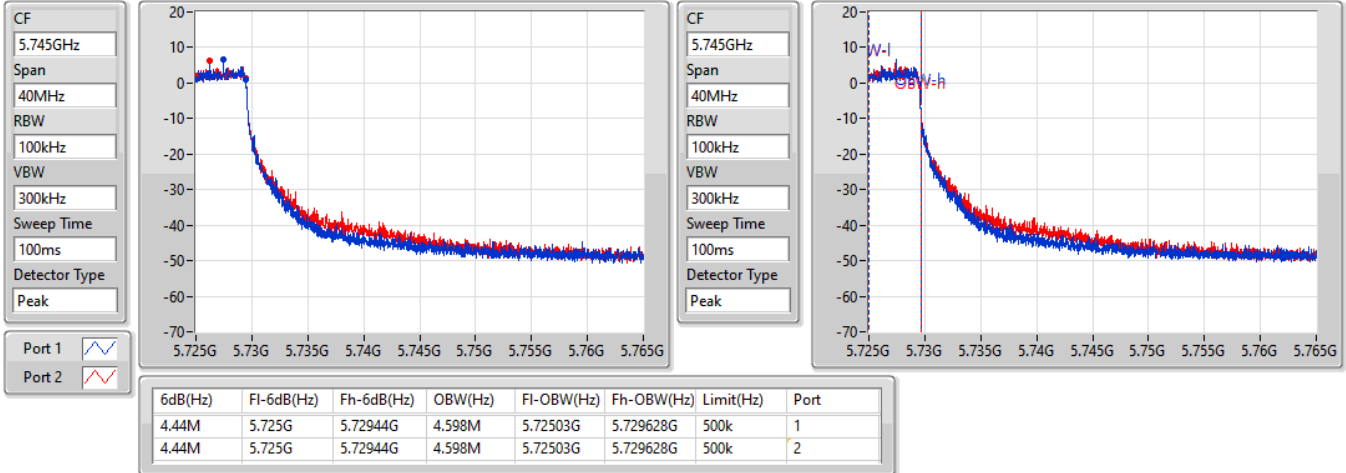 CF
5.745GHz
Span
40MHz
RBW
100kHz
VBW
300kHz
Sweep Time
100ms
Detector Type
Peak
Port 1
Port 2
20
10
0
-10
-20
-30
-40
-50
-60
-70
5.725G 5.73G 5.735G 5.74G 5.745G 5.75G 5.755G 5.76G 5.765G
CF
5.745GHz
Span
40MHz
RBW
100kHz
VBW
300kHz
Sweep Time
100ms
Detector Type
Peak
20
10
0
-10
-20
-30
-40
-50
-60
-70
W-l
OBW-h
5.725G 5.73G 5.735G 5.74G 5.745G 5.75G 5.755G 5.76G 5.765G
6dB(Hz) Fl-6dB(Hz) Fh-6dB(Hz) OBW(Hz) Fl-OBW(Hz) Fh-OBW(Hz) Limit(Hz) Port
4.44M 5.725G 5.72944G 4.598M 5.72503G 5.729628G 500k 1
4.44M 5.725G 5.72944G 4.598M 5.72503G 5.729628G 500k 2